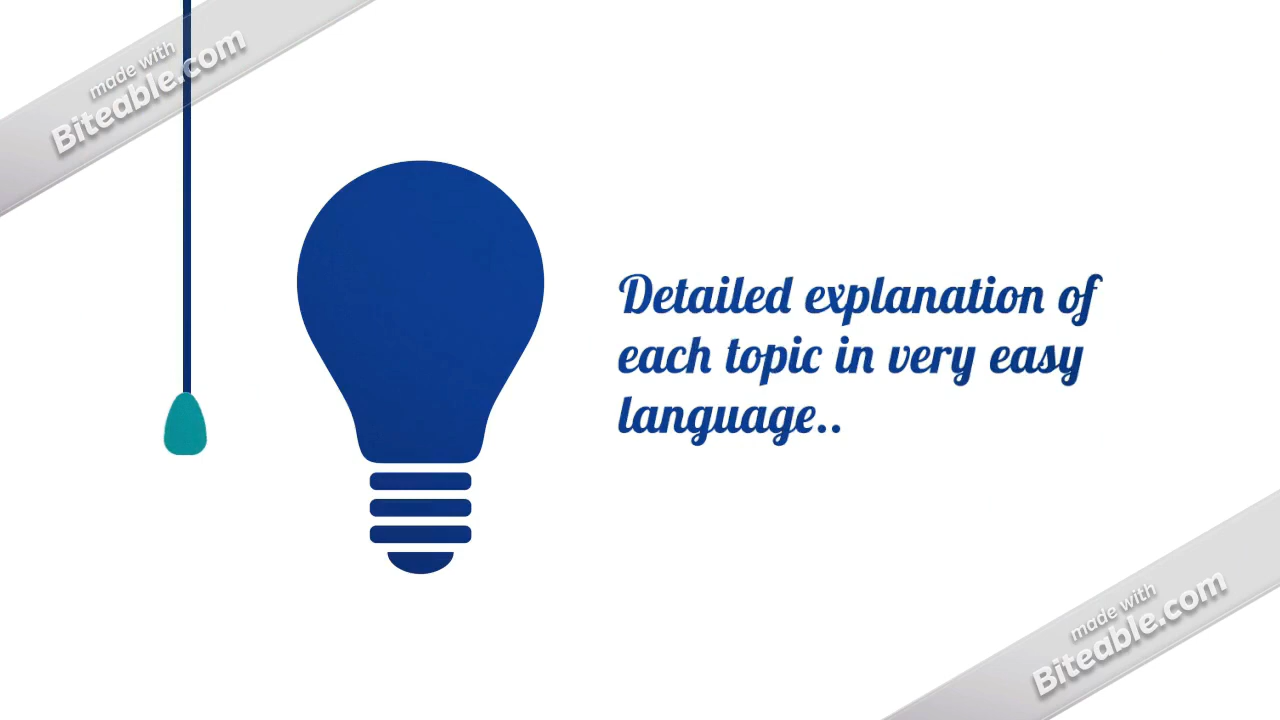 made with
Biteable.com
Detailed explanation of
each topic in very easy
language..
made with
Biteable.com